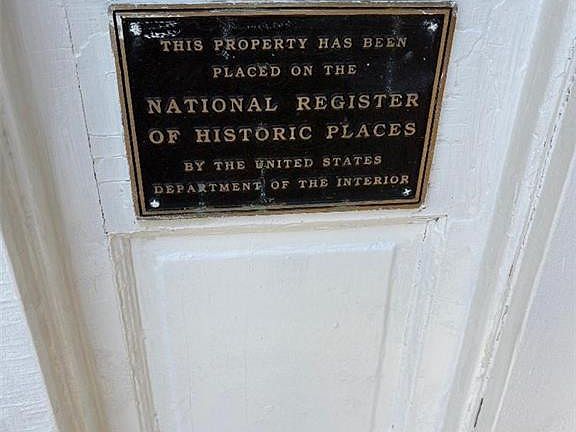 THIS PROPERTY HAS BEEN
PLACED ON THE
NATIONAL REGISTER
OF HISTORIC PLACES
BY THE UNITED STATES
DEPARTMENT OF THE INTERIOR